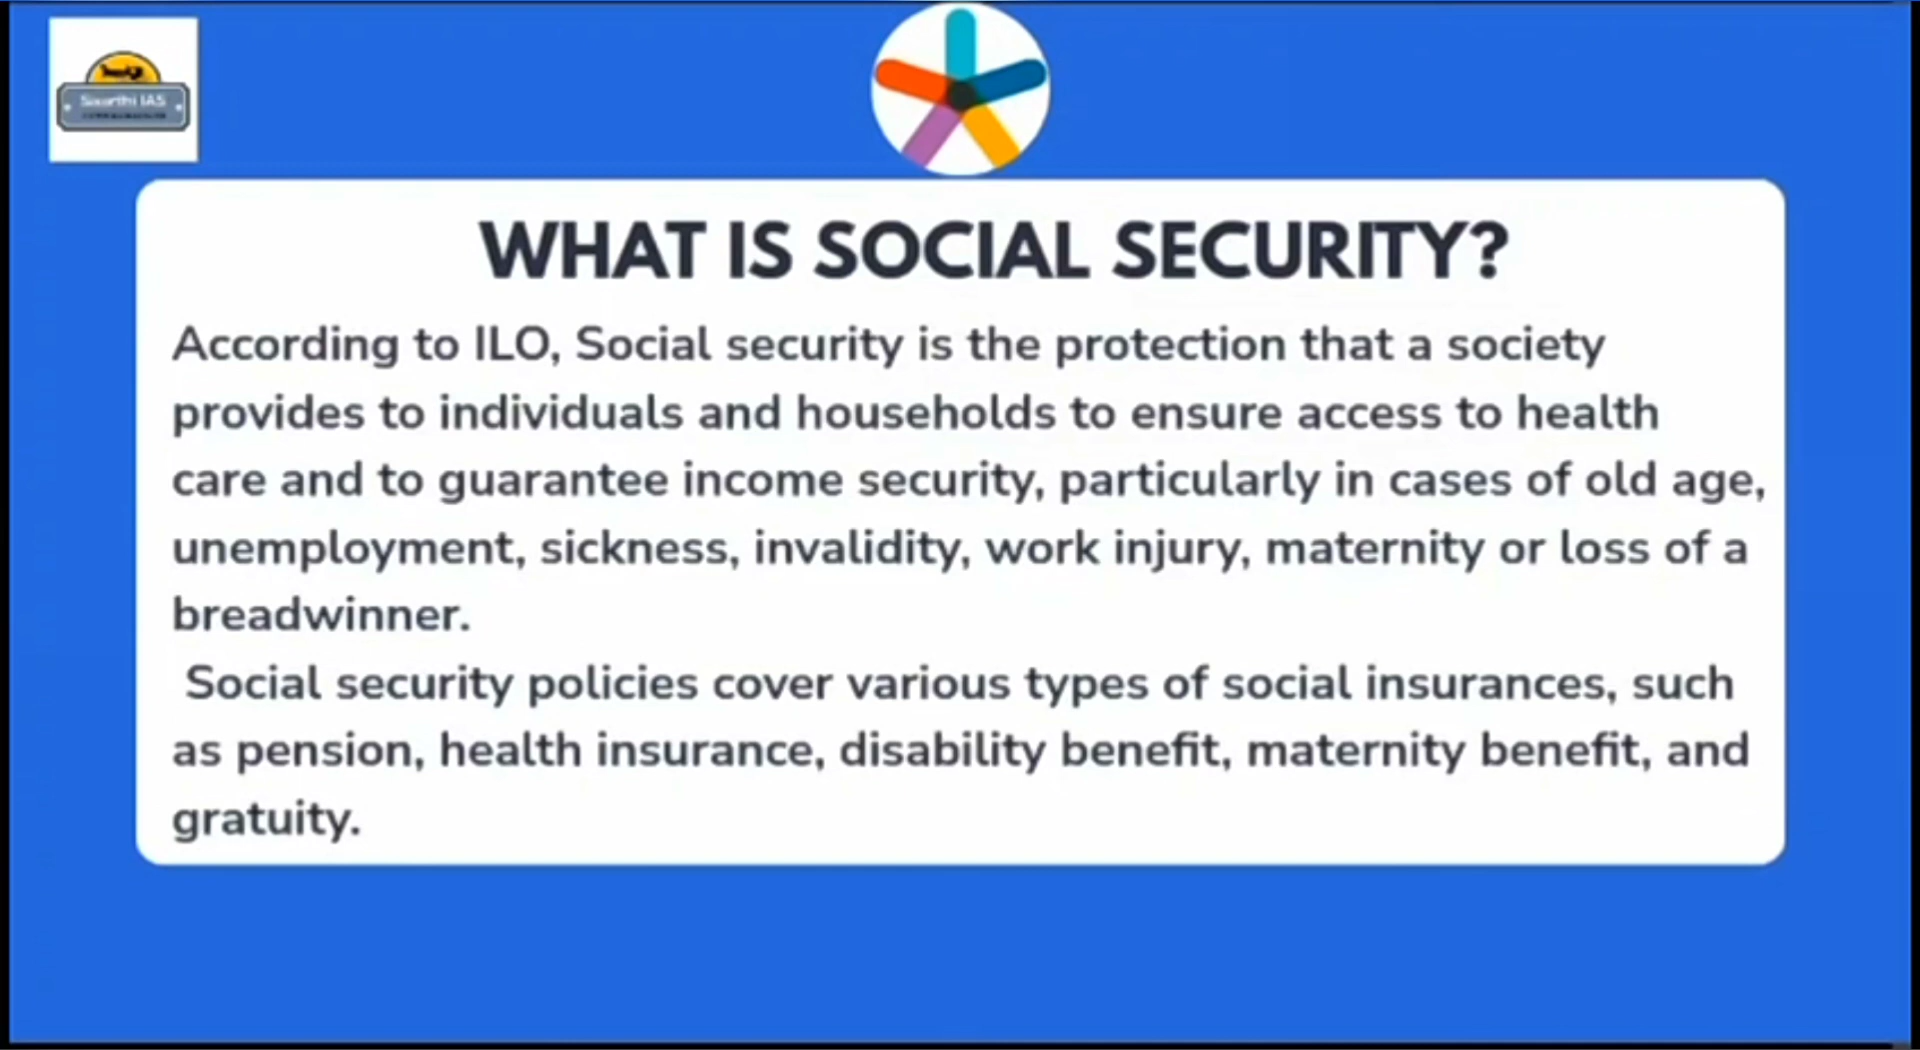 WHAT IS SOCIAL SECURITY?
According to ILO, Social security is the protection that a society
provides to individuals and households to ensure access to health
care and to guarantee income security, particularly in cases of old age,
unemployment, sickness, invalidity, work injury, maternity or loss of a
breadwinner.
Social security policies cover various types of social insurances, such
as pension, health insurance, disability benefit, maternity benefit, and
gratuity.